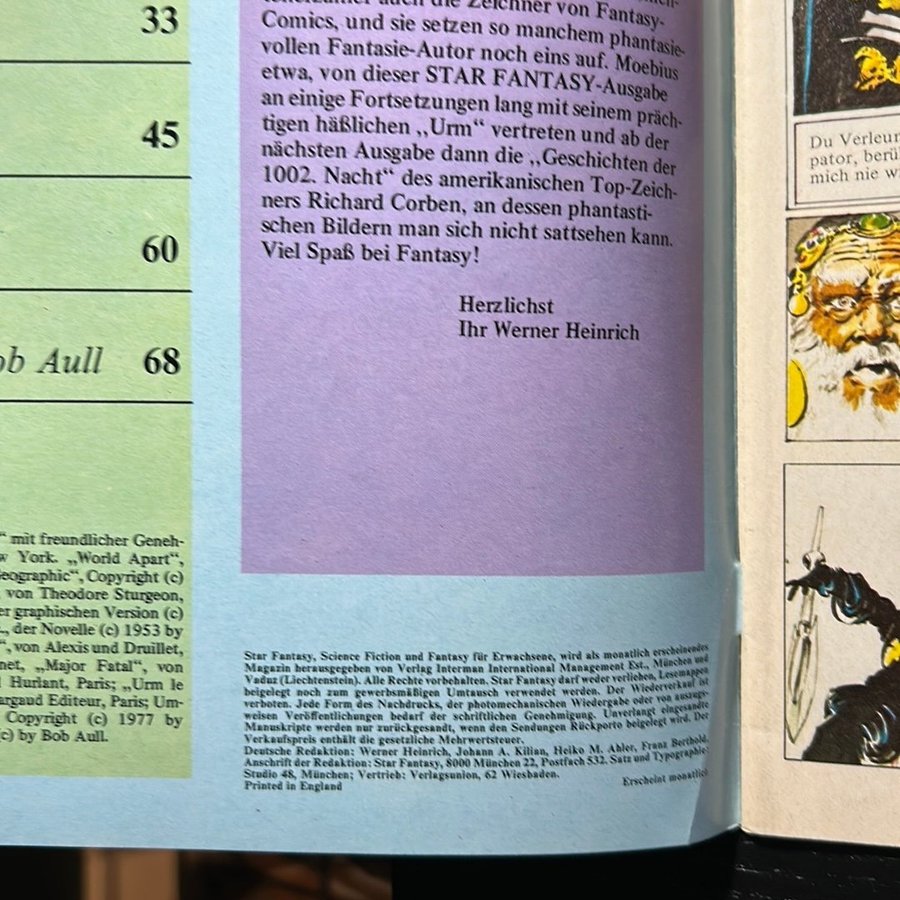 33
45
60
ob Aull 68
“ mit freundlicher Geneh-
w York. „World Apart“,
eographic“, Copyright (c)
von Theodore Sturgeon,
er graphischen Version (c)
., der Novelle (c) 1953 by
“, von Alexis und Druillet,
net, „Major Fatal“, von
l Hurlant, Paris; „Urm le
argaud Editeur, Paris; Um-
Copyright (c) 1977 by
(c) by Bob Aull.
auch die Zeichner von Fantasy-
Comics, und sie setzen so manchem phantasie-
vollen Fantasie-Autor noch eins auf. Moebius
etwa, von dieser STAR FANTASY-Ausgabe
an einige Fortsetzungen lang mit seinem präch-
tigen häßlichen „Urm“ vertreten und ab der
nächsten Ausgabe dann die „Geschichten der
1002. Nacht“ des amerikanischen Top-Zeich-
ners Richard Corben, an dessen phantasti-
schen Bildern man sich nicht sattsehen kann.
Viel Spaß bei Fantasy!
Herzlichst
Ihr Werner Heinrich
Star Fantasy, Science Fiction und Fantasy für Erwachsene, wird als monatlich erscheinendes
Magazin herausgegeben von Verlag Interman International Management Est., München und
Vaduz (Liechtenstein). Alle Rechte vorbehalten. Star Fantasy darf weder verliehen, Lesemappen
beigelegt noch zum gewerbsmäßigen Umtausch verwendet werden. Der Wiederverkauf ist
verboten. Jede Form des Nachdrucks, der photomechanischen Wiedergabe oder von auszugs-
weisen Veröffentlichungen bedarf der schriftlichen Genehmigung. Unverlangt eingesandte
Manuskripte werden nur zurückgesandt, wenn den Sendungen Rückporto beigelegt wird. Der
Verkaufspreis enthält die gesetzliche Mehrwertsteuer.
Deutsche Redaktion: Werner Heinrich, Johann A. Kilian, Heiko M. Ahler, Franz Berthold.
Anschrift der Redaktion: Star Fantasy, 8000 München 22, Postfach 532. Satz und Typographie:
Studio 48, München; Vertrieb: Verlagsunion, 62 Wiesbaden.
Printed in England
Erscheint monatlich
Du Verleum
pator, berü
mich nie w